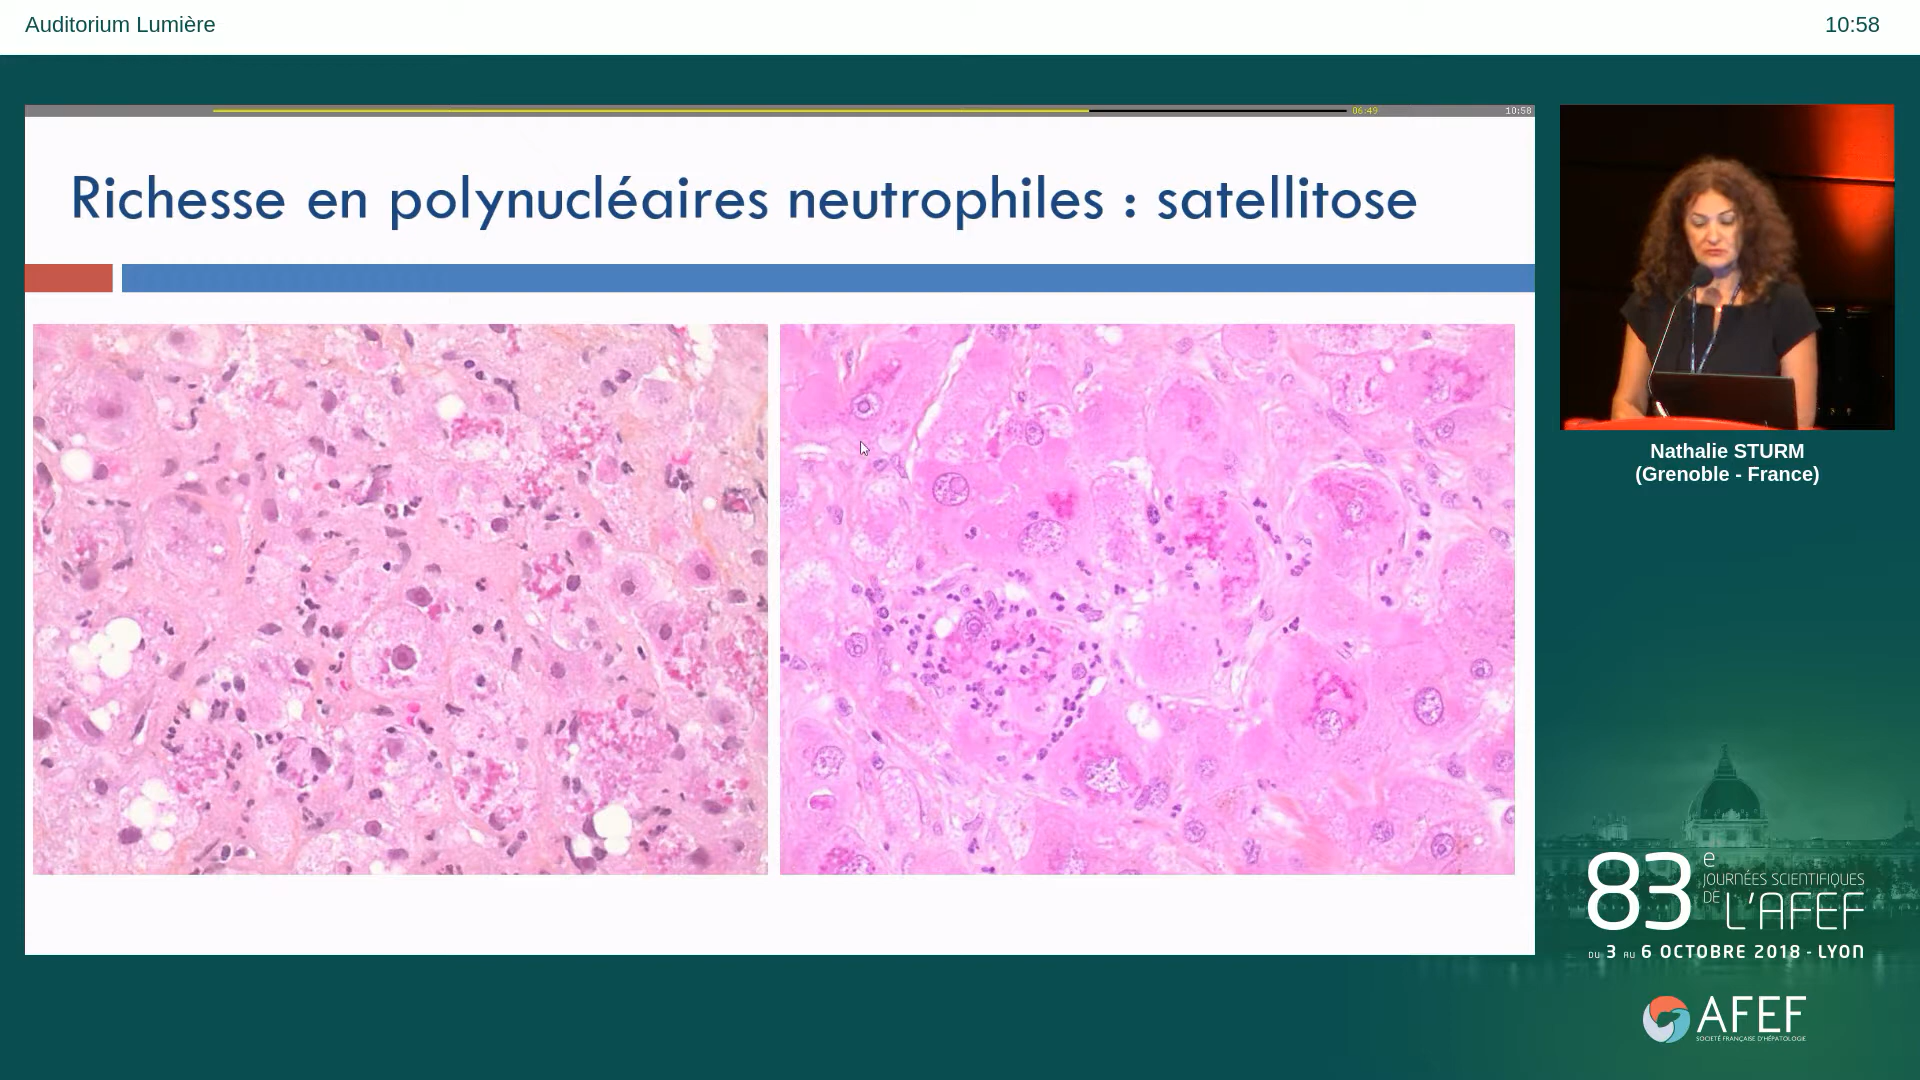 Auditorium Lumière
10:58
06:49
10:58
Richesse en polynucléaires neutrophiles : satellitose
Nathalie STURM
(Grenoble - France)
83e JOURNÉES SCIENTIFIQUES
DE L'AFEF
DU 3 AU 6 OCTOBRE 2018 - LYON
AFEF
SOCIÉTÉ FRANÇAISE D'HÉPATOLOGIE